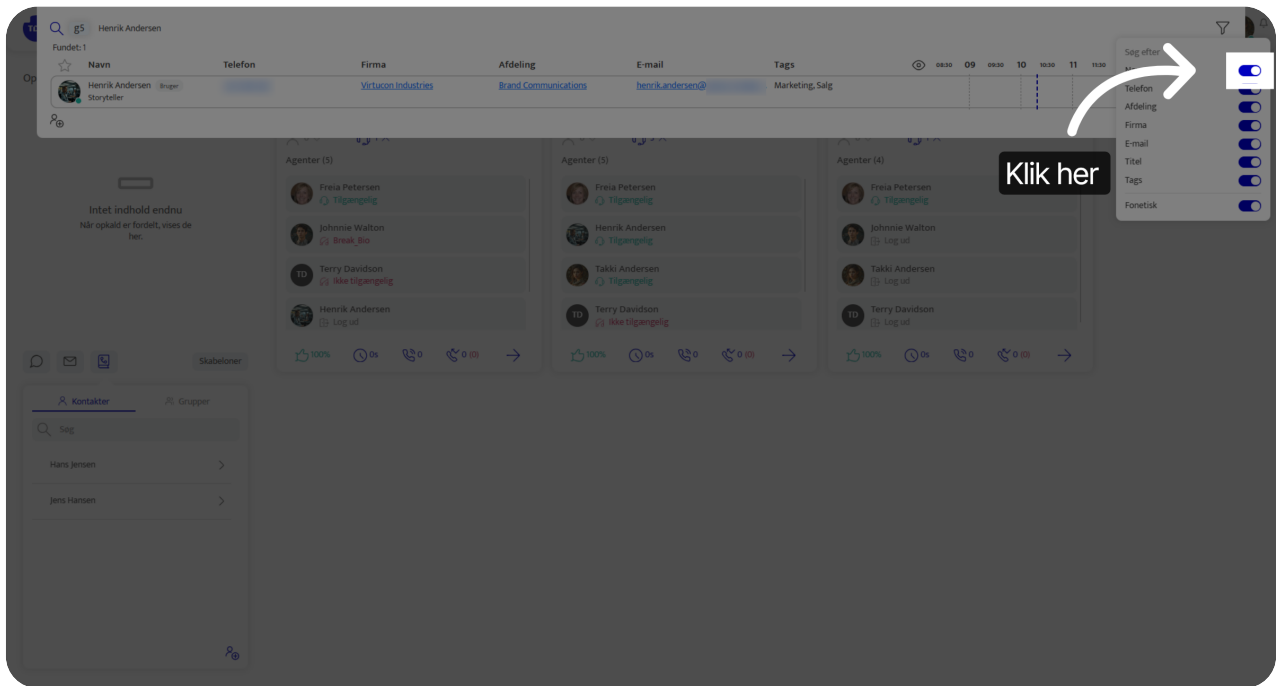 g5 Henrik Andersen
Fundet: 1
Navn Telefon Firma Afdeling E-mail Tags 08:30 09 09:30 10 10:30 11 11:30
Henrik Andersen Bruger Virtucon Industries Brand Communications henrik.andersen@ Marketing, Salg
Storyteller
Søg efter
Telefon
Afdeling
Firma
E-mail
Titel
Tags
Fonetisk
Klik her
Op
Intet indhold endnu
Når opkald er fordelt, vises de
her.
Agenter (5)
Freia Petersen
Tilgængelig
Johnnie Walton
Break_Bio
TD Terry Davidson
Ikke tilgængelig
Henrik Andersen
Log ud
100% 0s 0 0 (0)
Agenter (5)
Freia Petersen
Tilgængelig
Henrik Andersen
Tilgængelig
Takki Andersen
Tilgængelig
TD Terry Davidson
Ikke tilgængelig
100% 0s 0 0 (0)
Agenter (4)
Freia Petersen
Tilgængelig
Johnnie Walton
Log ud
Takki Andersen
Log ud
TD Terry Davidson
Log ud
100% 0s 0 0 (0)
Skabeloner
Kontakter Grupper
Søg
Hans Jensen
Jens Hansen